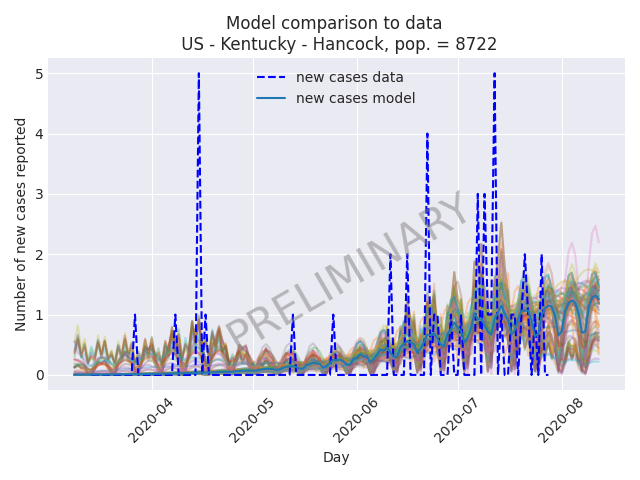 Model comparison to data
US - Kentucky - Hancock, pop. = 8722
new cases data
new cases model
PRELIMINARY
Number of new cases reported
5
4
3
2
1
0
2020-04
2020-05
2020-06
2020-07
2020-08
Day